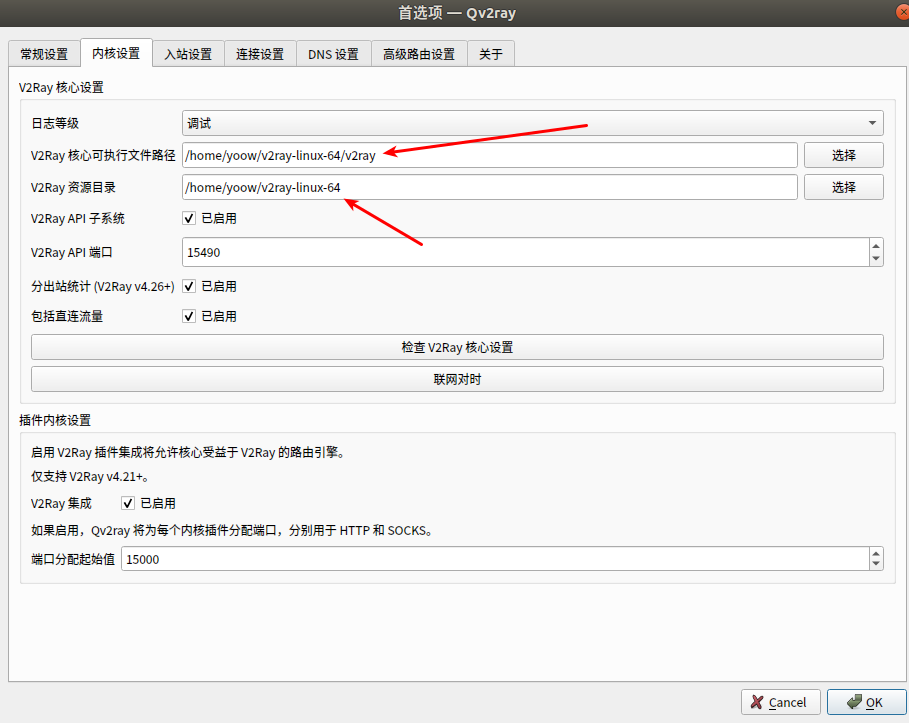 首选项 — Qv2ray
常规设置 内核设置 入站设置 连接设置 DNS 设置 高级路由设置 关于
V2Ray 核心设置
日志等级 调试
V2Ray 核心可执行文件路径 /home/yoow/v2ray-linux-64/v2ray 选择
V2Ray 资源目录 /home/yoow/v2ray-linux-64 选择
V2Ray API 子系统 已启用
V2Ray API 端口 15490
分出站统计 (V2Ray v4.26+) 已启用
包括直连流量 已启用
检查 V2Ray 核心设置
联网对时
插件内核设置
启用 V2Ray 插件集成将允许核心受益于 V2Ray 的路由引擎。
仅支持 V2Ray v4.21+。
V2Ray 集成 已启用
如果启用，Qv2ray 将为每个内核插件分配端口，分别用于 HTTP 和 SOCKS。
端口分配起始值 15000
Cancel OK